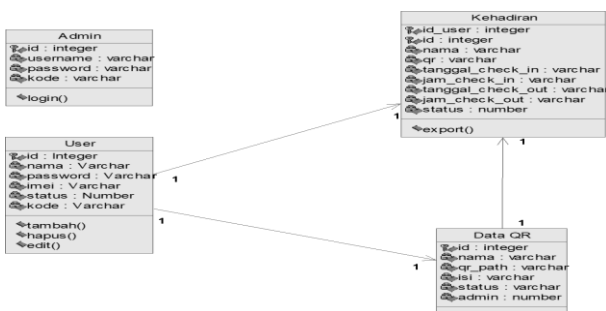 Admin
id : integer
username : varchar
password : varchar
kode : varchar
login()
Kehadiran
id_user : integer
id : integer
nama : varchar
qr : varchar
tanggal_check_in : varchar
jam_check_in : varchar
tanggal_check_out : varchar
jam_check_out : varchar
status : number
export()
User
id : Integer
nama : Varchar
password : Varchar
imei : Varchar
status : Number
kode : Varchar
tambah()
hapus()
edit()
1
1
1
1
1
1
Data QR
id : integer
nama : varchar
qr_path : varchar
isi : varchar
status : varchar
admin : number